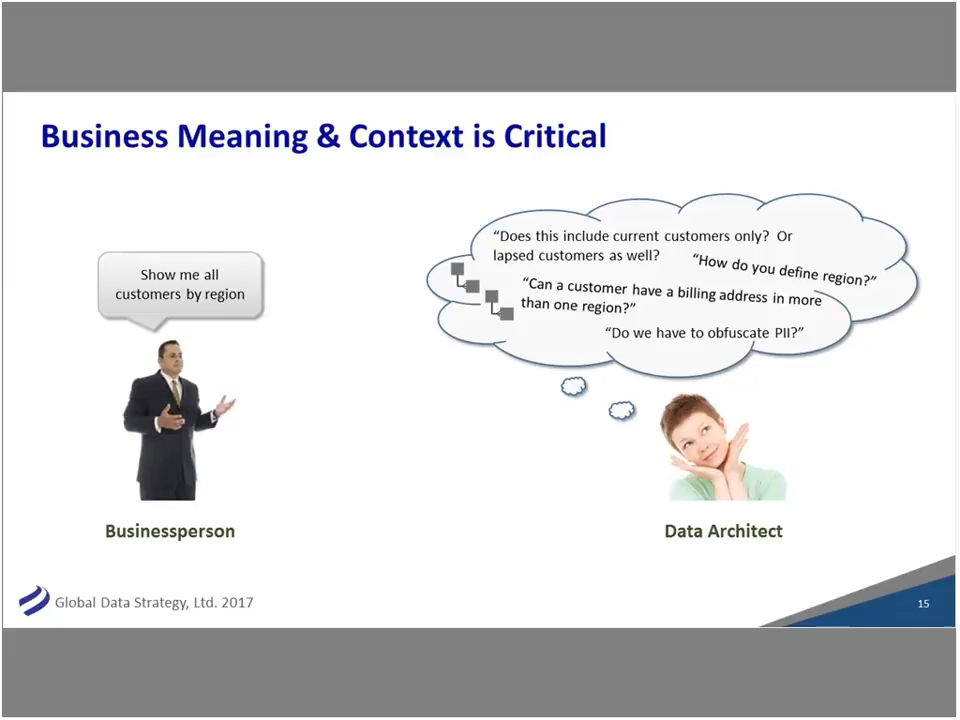 Business Meaning & Context is Critical
Show me all
customers by region
“Does this include current customers only? Or
lapsed customers as well?
“How do you define region?”
“Can a customer have a billing address in more
than one region?”
“Do we have to obfuscate PII?”
Businessperson
Data Architect
Global Data Strategy, Ltd. 2017
15